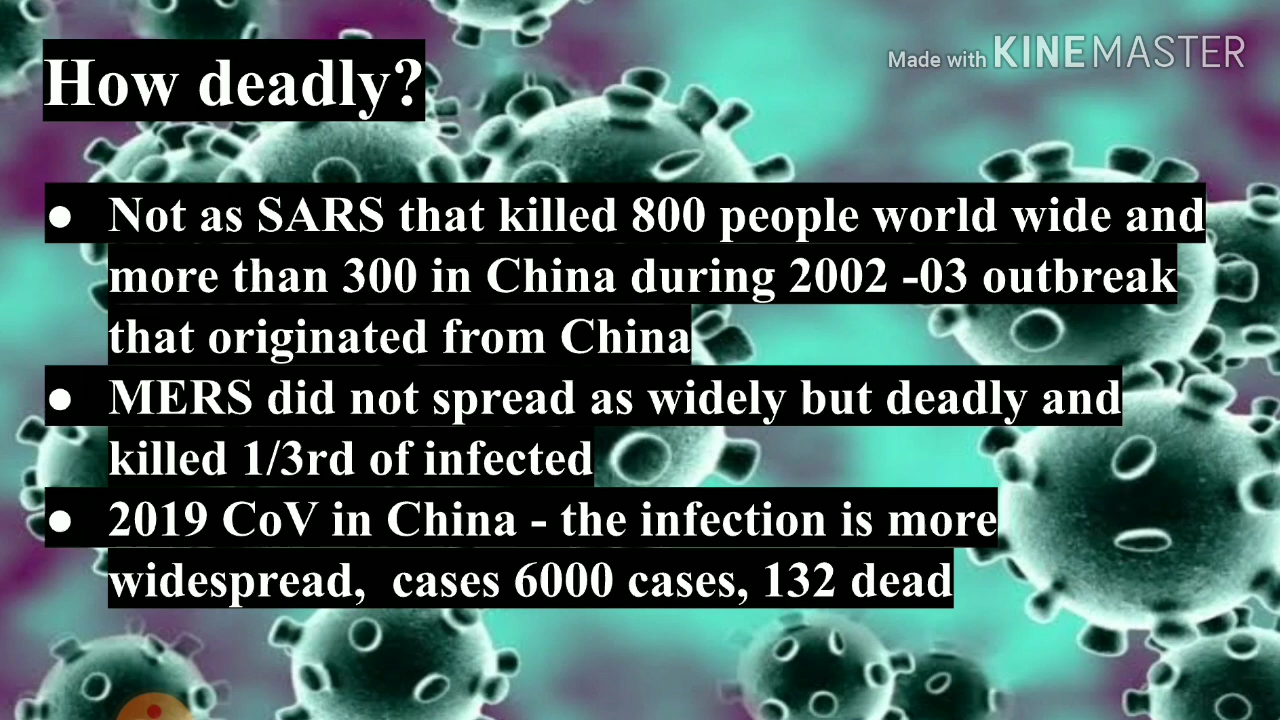 Made with KINEMASTER
How deadly?
● Not as SARS that killed 800 people world wide and
more than 300 in China during 2002 -03 outbreak
that originated from China
● MERS did not spread as widely but deadly and
killed 1/3rd of infected
● 2019 CoV in China - the infection is more
widespread,  cases 6000 cases, 132 dead